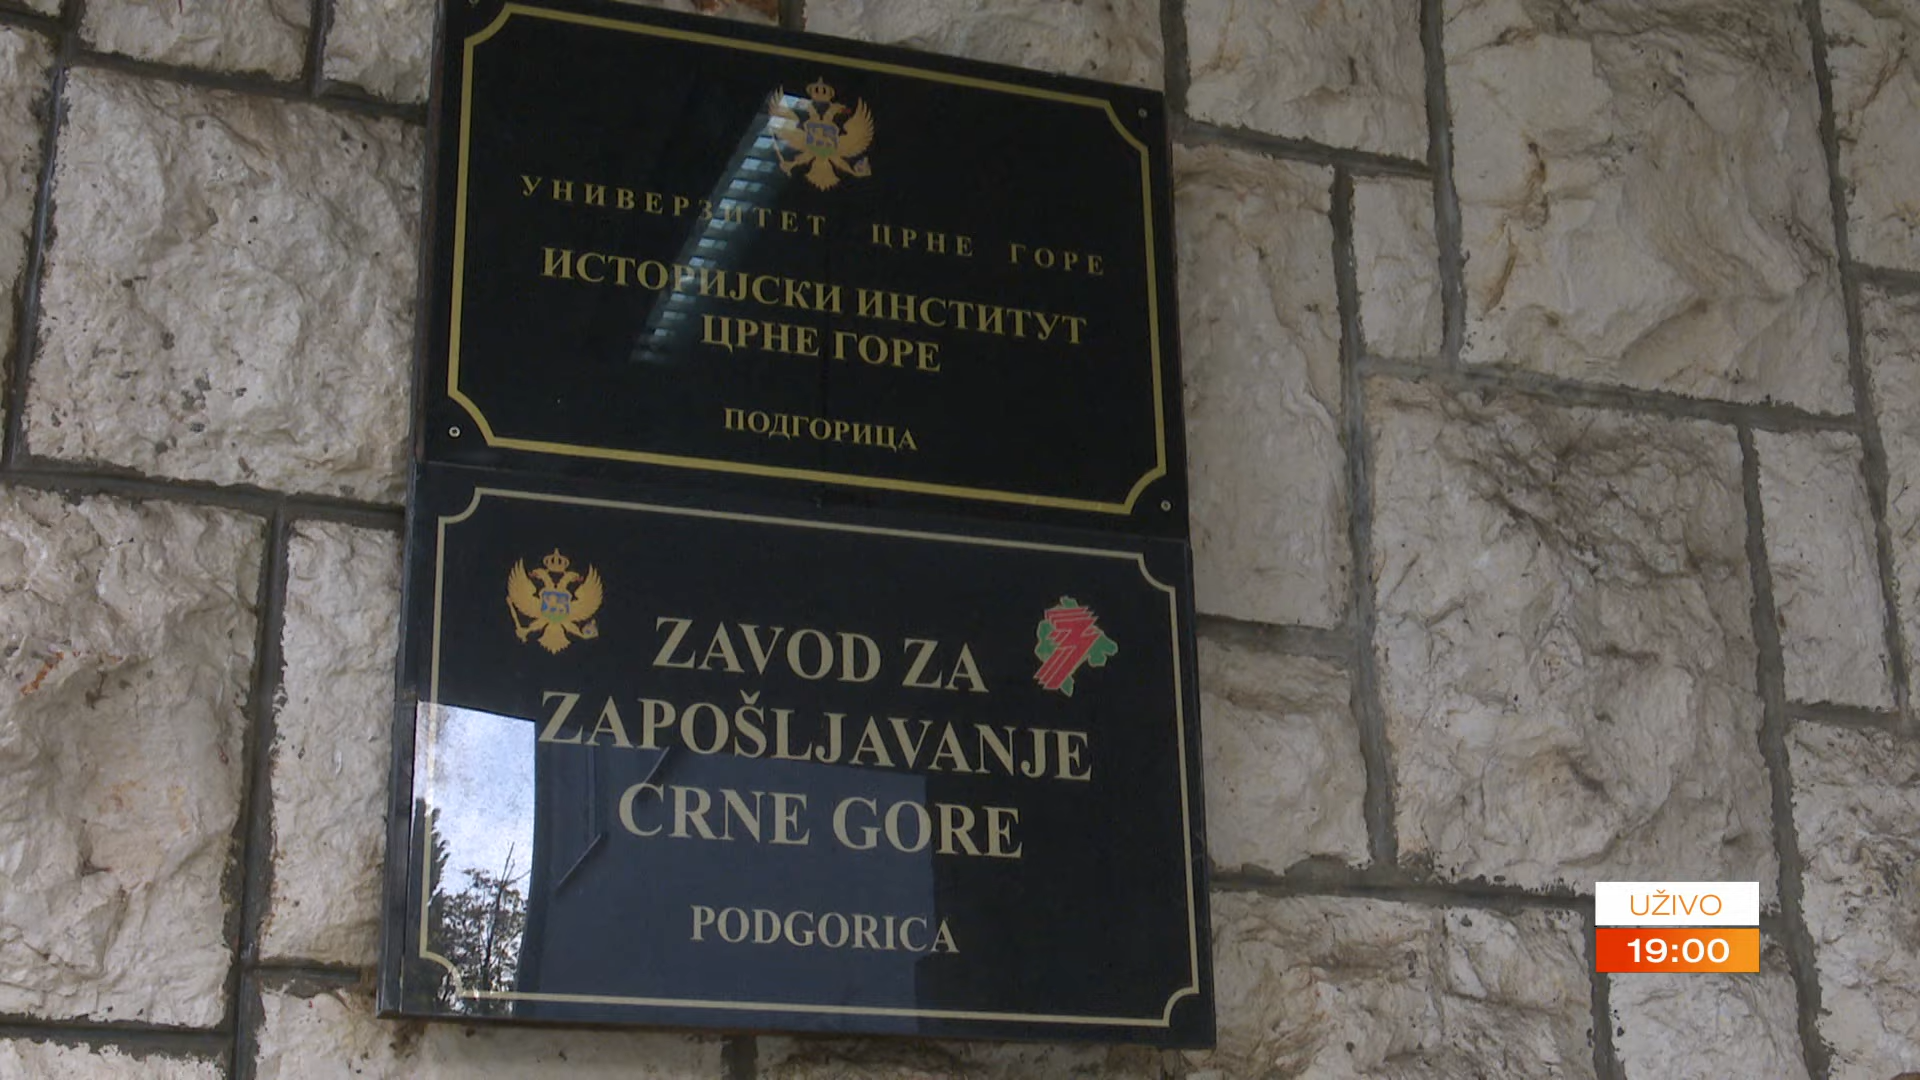 УНИВЕРЗИТЕТ ЦРНЕ ГОРЕ
ИСТОРИЈСКИ ИНСТИТУТ
ЦРНЕ ГОРЕ
ПОДГОРИЦА
ZAVOD ZA
ZAPOŠLJAVANJE
CRNE GORE
PODGORICA
UŽIVO
19:00